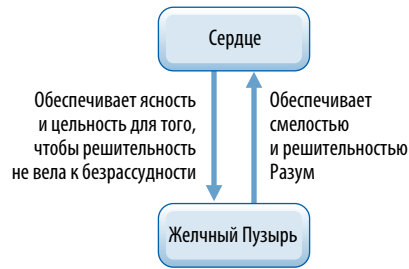 Сердце
Обеспечивает ясность
и цельность для того,
чтобы решительность
не вела к безрассудности
Обеспечивает
смелостью
и решительностью
Разум
Желчный Пузырь